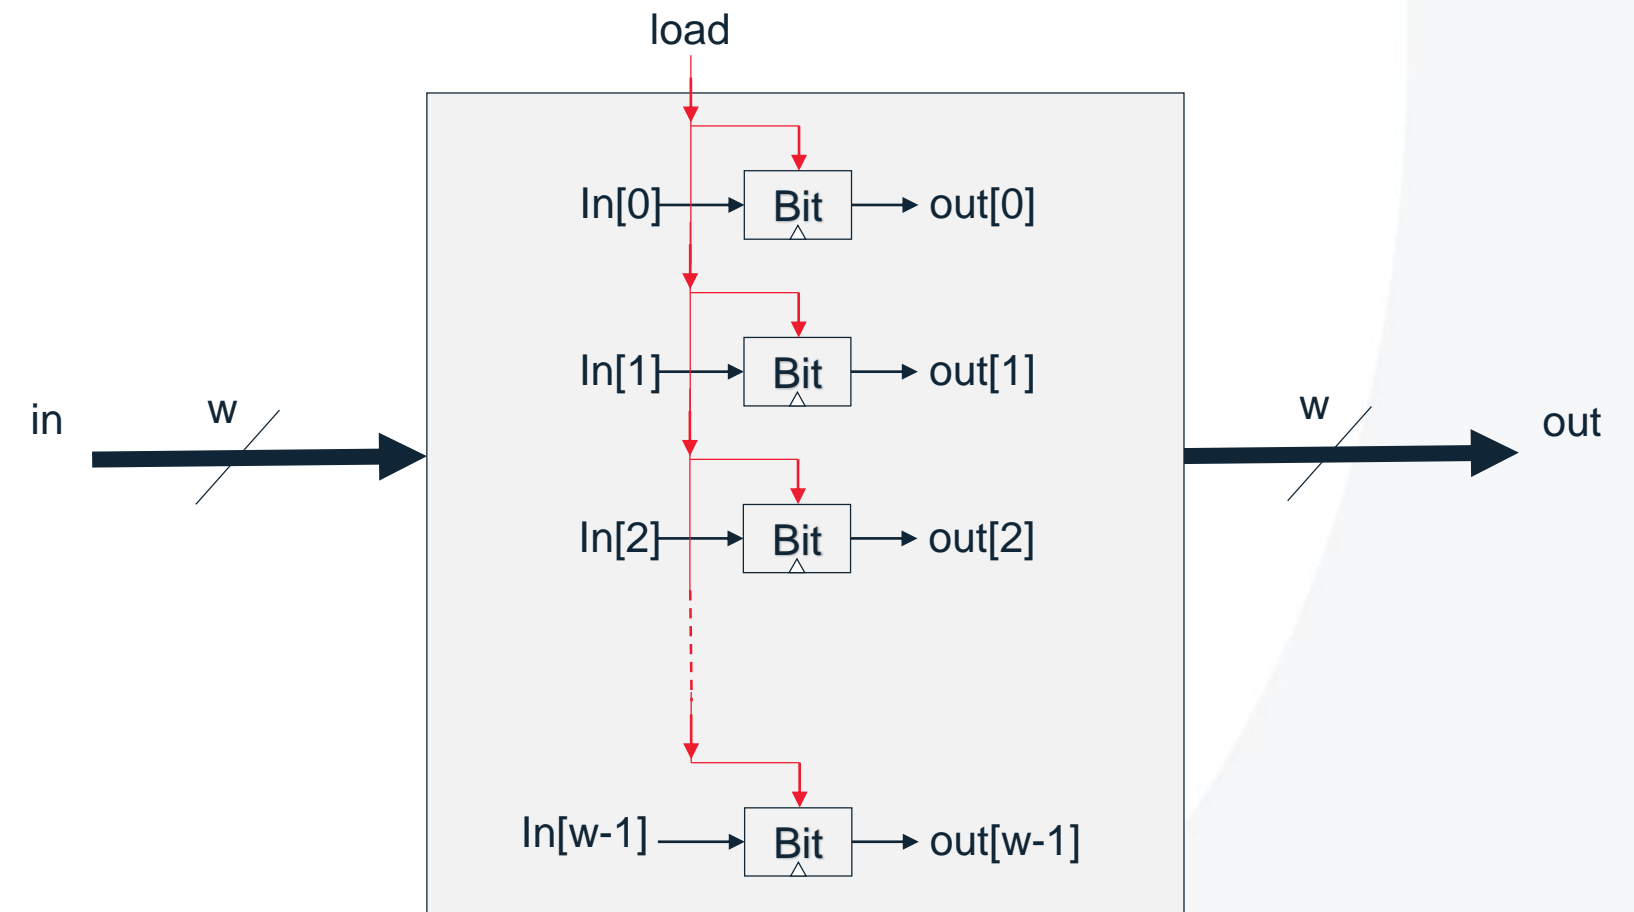 load
In[0] Bit out[0]
In[1] Bit out[1]
in w w out
In[2] Bit out[2]
In[w-1] Bit out[w-1]